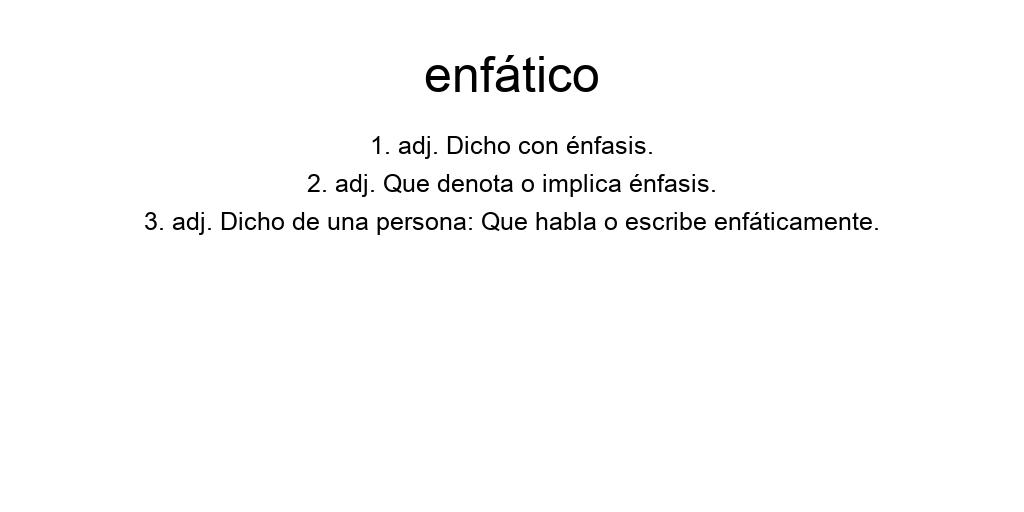 enfático
1. adj. Dicho con énfasis.
2. adj. Que denota o implica énfasis.
3. adj. Dicho de una persona: Que habla o escribe enfáticamente.